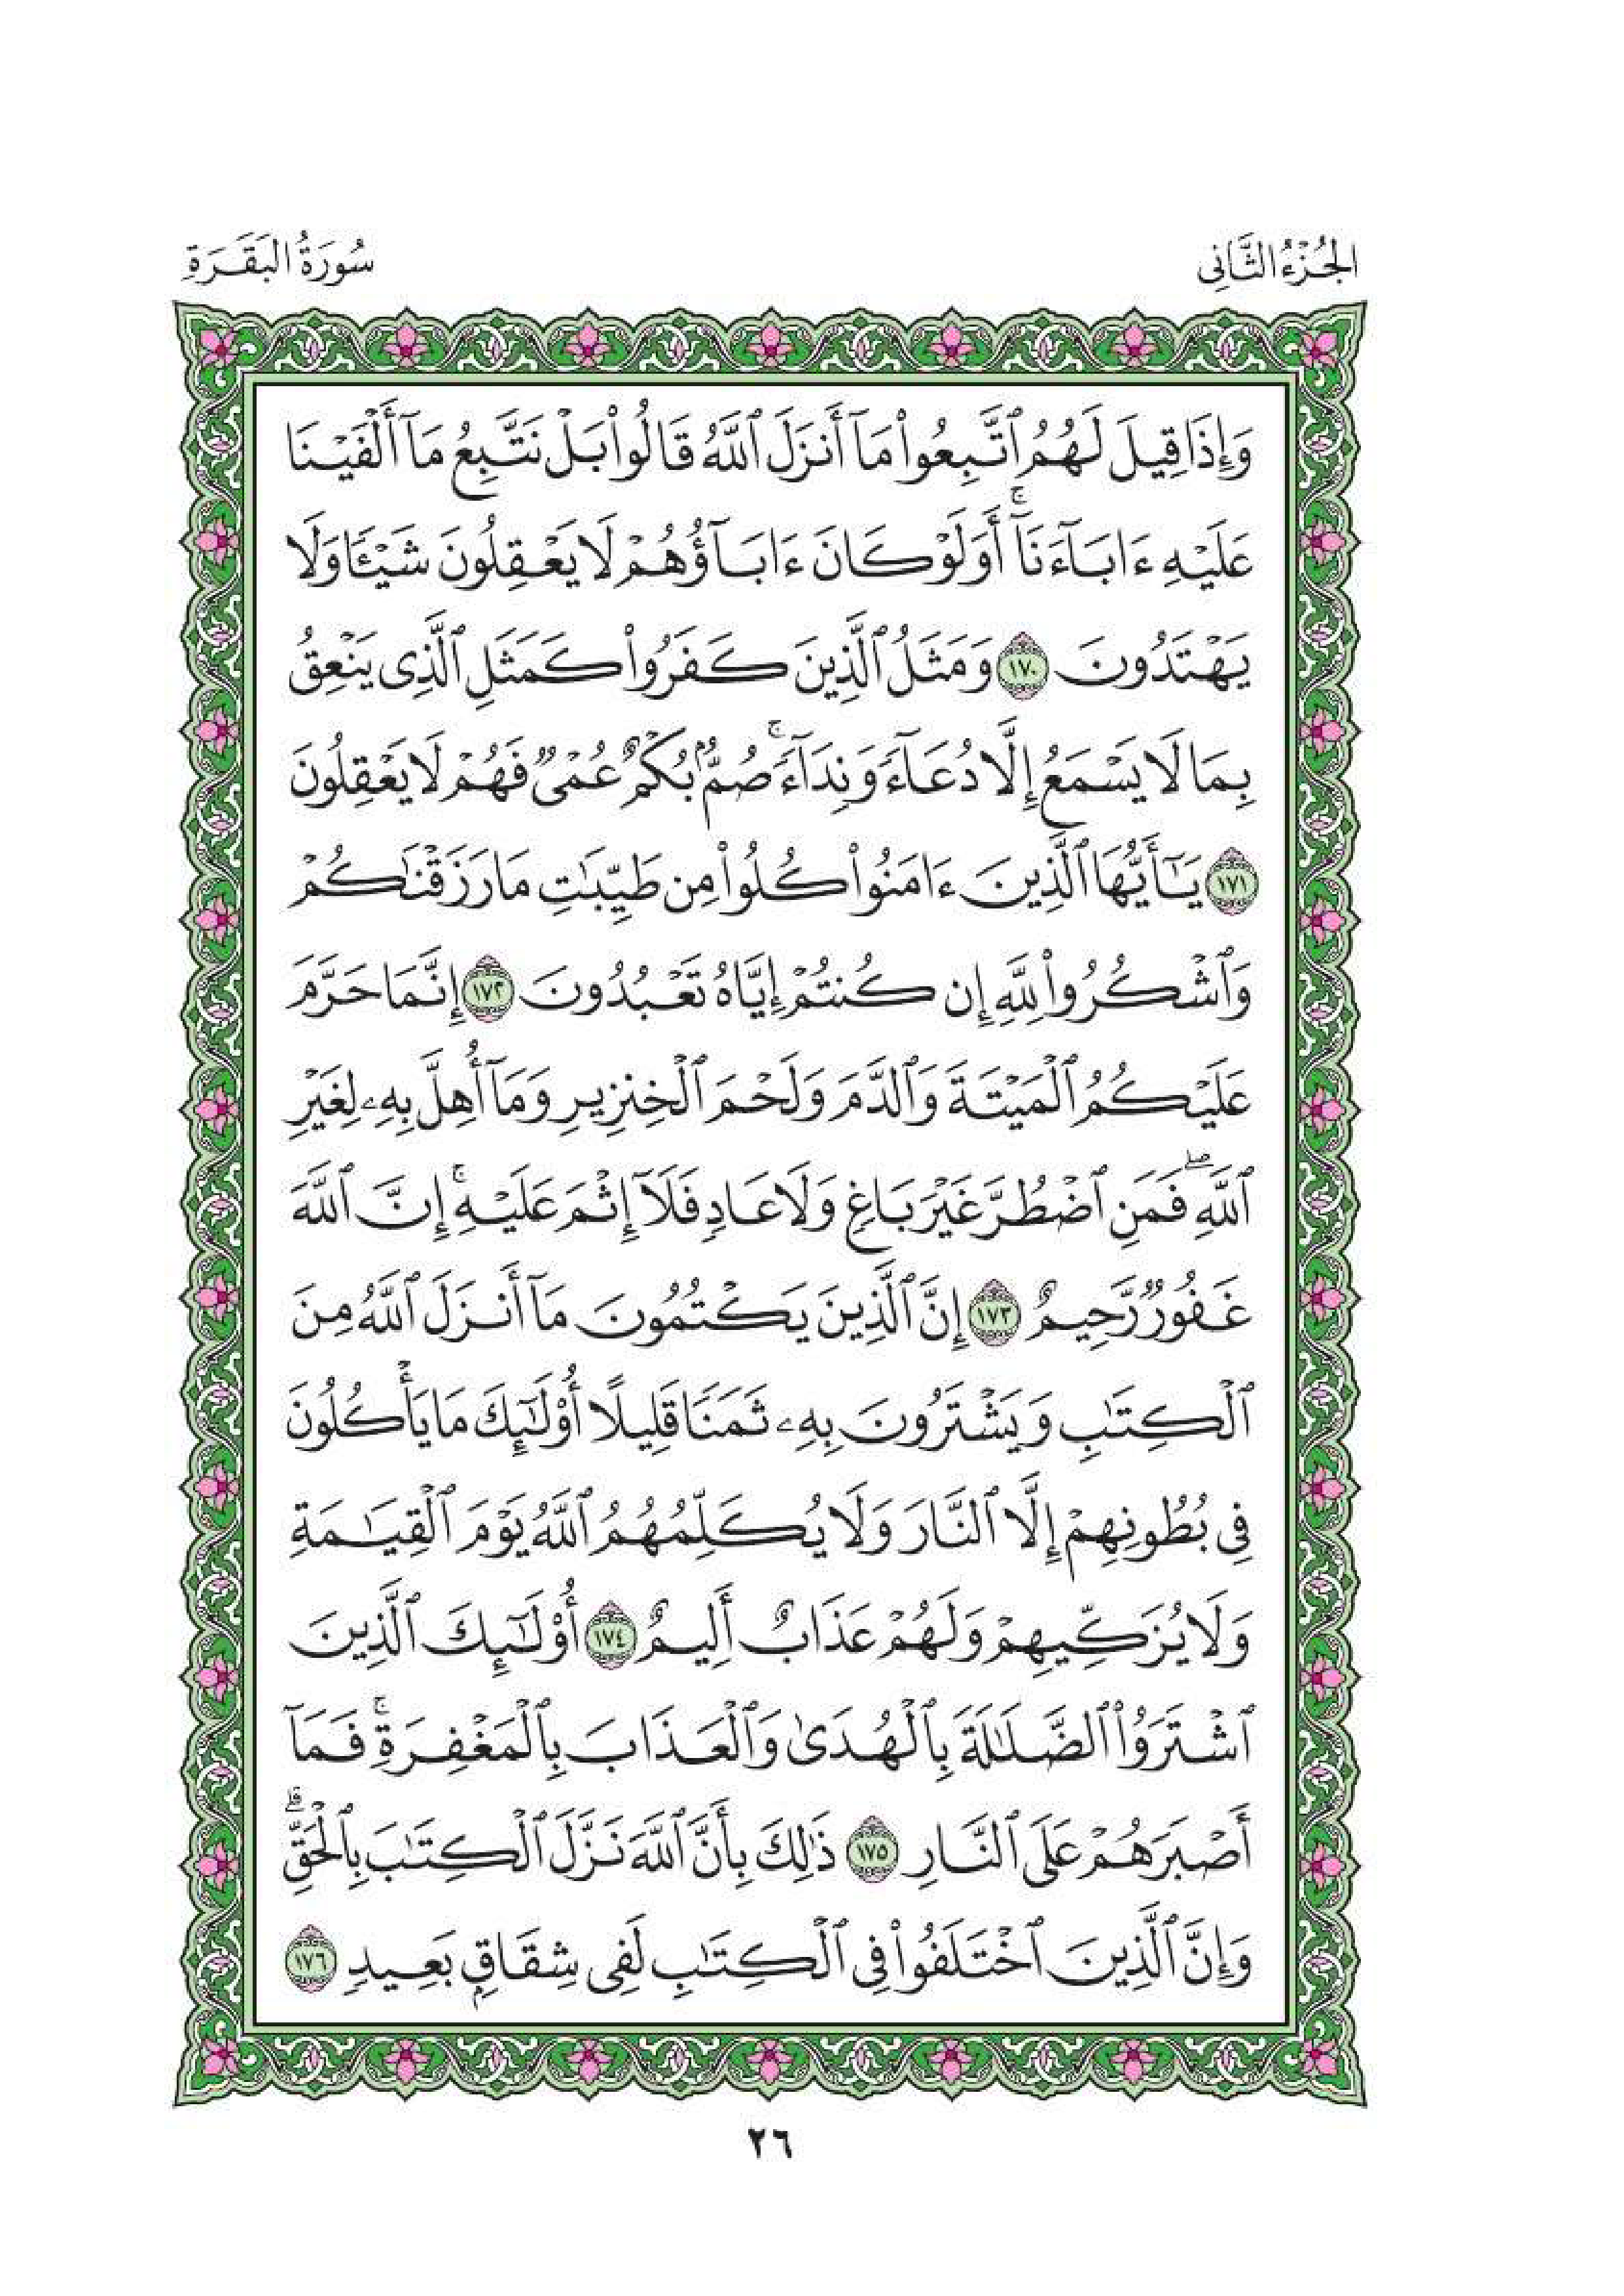 الجُزْءُ الثَّانِي
سُورَةُ البَقَرَةِ
وَإِذَا قِيلَ لَهُمُ ٱتَّبِعُوا۟ مَآ أَنزَلَ ٱللَّهُ قَالُوا۟ بَلْ نَتَّبِعُ مَآ أَلْفَيْنَا
عَلَيْهِ ءَابَآءَنَآ ۚ أَوَلَوْ كَانَ ءَابَآؤُهُمْ لَا يَعْقِلُونَ شَيْـًٔا وَلَا
يَهْتَدُونَ ١٧٠ وَمَثَلُ ٱلَّذِينَ كَفَرُوا۟ كَمَثَلِ ٱلَّذِى يَنْعِقُ
بِمَا لَا يَسْمَعُ إِلَّا دُعَآءً وَنِدَآءً ۚ صُمٌّۢ بُكْمٌ عُمْىٌ فَهُمْ لَا يَعْقِلُونَ
١٧١ يَـٰٓأَيُّهَا ٱلَّذِينَ ءَامَنُوا۟ كُلُوا۟ مِن طَيِّبَـٰتِ مَا رَزَقْنَـٰكُمْ
وَٱشْكُرُوا۟ لِلَّهِ إِن كُنتُمْ إِيَّاهُ تَعْبُدُونَ ١٧٢ إِنَّمَا حَرَّمَ
عَلَيْكُمُ ٱلْمَيْتَةَ وَٱلدَّمَ وَلَحْمَ ٱلْخِنزِيرِ وَمَآ أُهِلَّ بِهِۦ لِغَيْرِ
ٱللَّهِ ۖ فَمَنِ ٱضْطُرَّ غَيْرَ بَاغٍ وَلَا عَادٍ فَلَآ إِثْمَ عَلَيْهِ ۚ إِنَّ ٱللَّهَ
غَفُورٌ رَّحِيمٌ ١٧٣ إِنَّ ٱلَّذِينَ يَكْتُمُونَ مَآ أَنزَلَ ٱللَّهُ مِنَ
ٱلْكِتَـٰبِ وَيَشْتَرُونَ بِهِۦ ثَمَنًا قَلِيلًا أُو۟لَـٰٓئِكَ مَا يَأْكُلُونَ
فِى بُطُونِهِمْ إِلَّا ٱلنَّارَ وَلَا يُكَلِّمُهُمُ ٱللَّهُ يَوْمَ ٱلْقِيَـٰمَةِ
وَلَا يُزَكِّيهِمْ وَلَهُمْ عَذَابٌ أَلِيمٌ ١٧٤ أُو۟لَـٰٓئِكَ ٱلَّذِينَ
ٱشْتَرَوُا۟ ٱلضَّلَـٰلَةَ بِٱلْهُدَىٰ وَٱلْعَذَابَ بِٱلْمَغْفِرَةِ ۚ فَمَآ
أَصْبَرَهُمْ عَلَى ٱلنَّارِ ١٧٥ ذَٰلِكَ بِأَنَّ ٱللَّهَ نَزَّلَ ٱلْكِتَـٰبَ بِٱلْحَقِّ ۗ
وَإِنَّ ٱلَّذِينَ ٱخْتَلَفُوا۟ فِى ٱلْكِتَـٰبِ لَفِى شِقَاقٍۭ بَعِيدٍ ١٧٦
٢٦